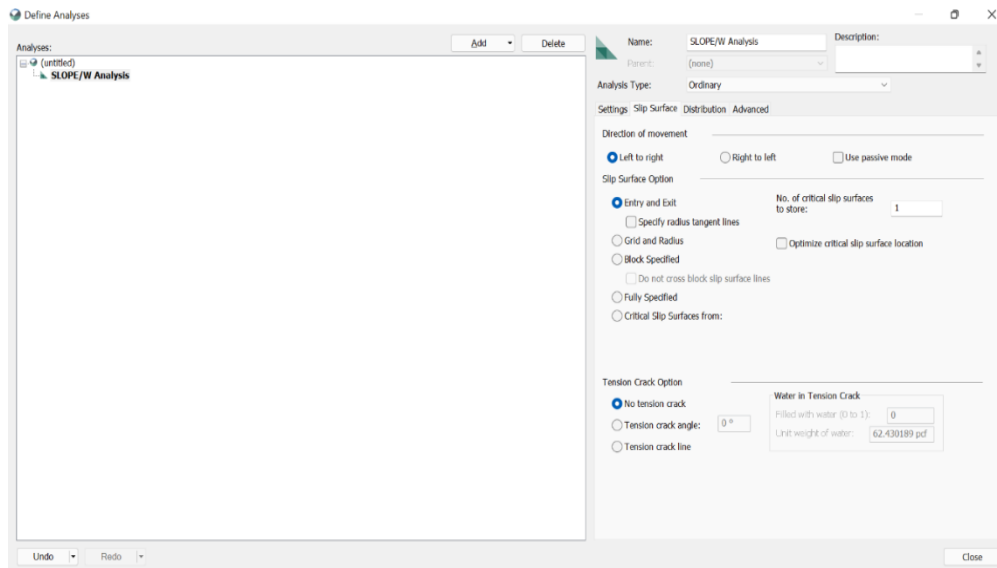 Define Analyses
Analyses:
Add
Delete
(untitled)
SLOPE/W Analysis
Name:
SLOPE/W Analysis
Description:
Parent:
(none)
Analysis Type:
Ordinary
Settings
Slip Surface
Distribution
Advanced
Direction of movement
Left to right
Right to left
Use passive mode
Slip Surface Option
Entry and Exit
No. of critical slip surfaces
to store:
1
Specify radius tangent lines
Grid and Radius
Optimize critical slip surface location
Block Specified
Do not cross block slip surface lines
Fully Specified
Critical Slip Surfaces from:
Tension Crack Option
No tension crack
Water in Tension Crack
Filled with water (0 to 1):
0
Tension crack angle:
0 °
Unit weight of water:
62.430189 pcf
Tension crack line
Undo
Redo
Close